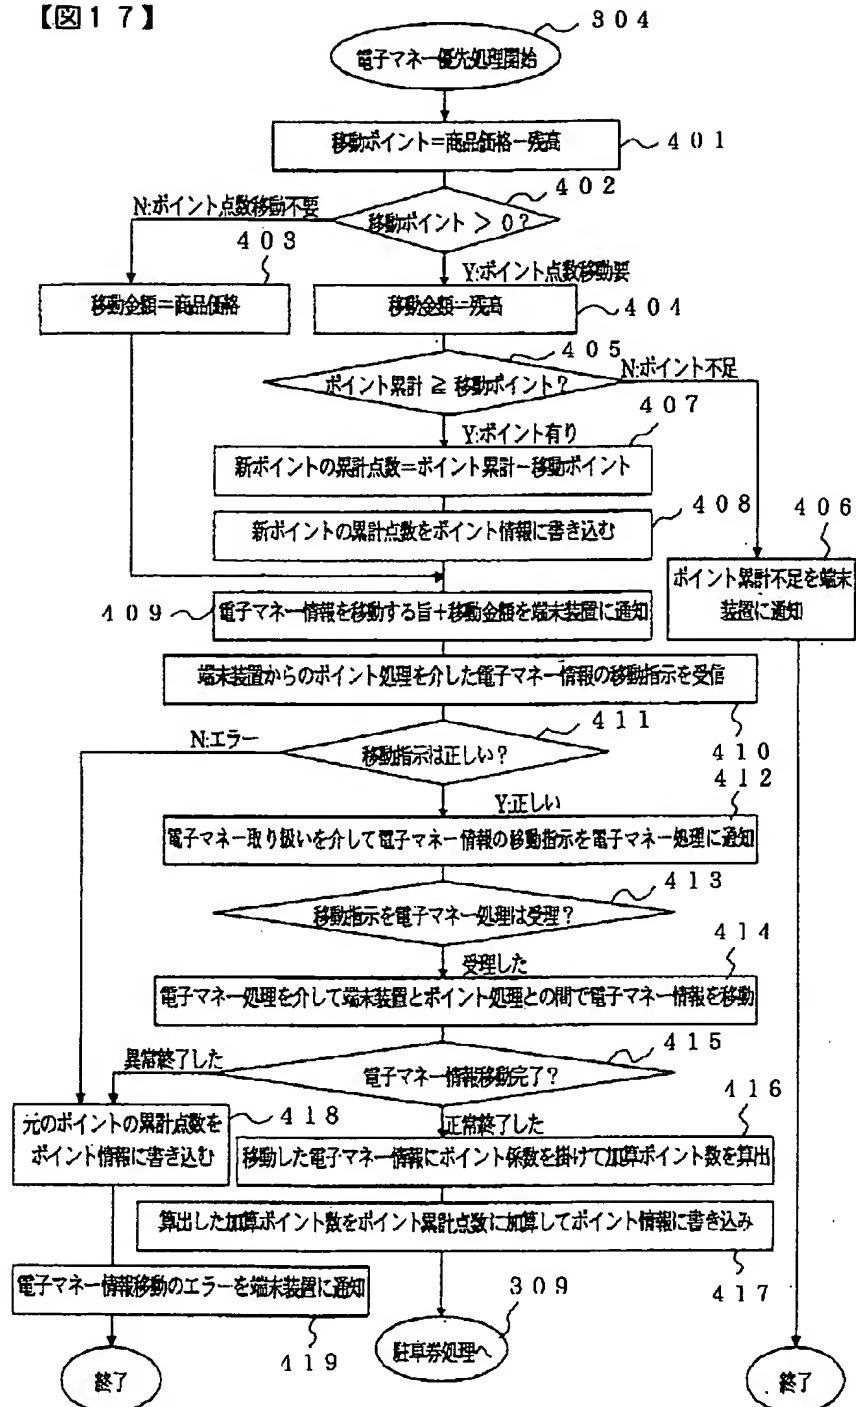 【図17】
304
電子マネー優先処理開始
移動ポイント=商品価格-残高
401
402
N:ポイント点数移動不要
移動ポイント > 0?
403
Y:ポイント点数移動要
移動金額=商品価格
移動金額=残高
404
405
ポイント累計 ≧ 移動ポイント?
N:ポイント不足
407
Y:ポイント有り
新ポイントの累計点数=ポイント累計-移動ポイント
408
406
新ポイントの累計点数をポイント情報に書き込む
ポイント累計不足を端末
装置に通知
409
電子マネー情報を移動する旨+移動金額を端末装置に通知
端末装置からのポイント処理を介した電子マネー情報の移動指示を受信
410
411
N:エラー
移動指示は正しい?
412
Y:正しい
電子マネー取り扱いを介して電子マネー情報の移動指示を電子マネー処理に通知
413
移動指示を電子マネー処理は受理?
414
受理した
電子マネー処理を介して端末装置とポイント処理との間で電子マネー情報を移動
415
異常終了した
電子マネー情報移動完了?
416
418
正常終了した
元のポイントの累計点数を
ポイント情報に書き込む
移動した電子マネー情報にポイント係数を掛けて加算ポイント数を算出
算出した加算ポイント数をポイント累計点数に加算してポイント情報に書き込み
417
電子マネー情報移動のエラーを端末装置に通知
419
309
駐車券処理へ
終了
終了